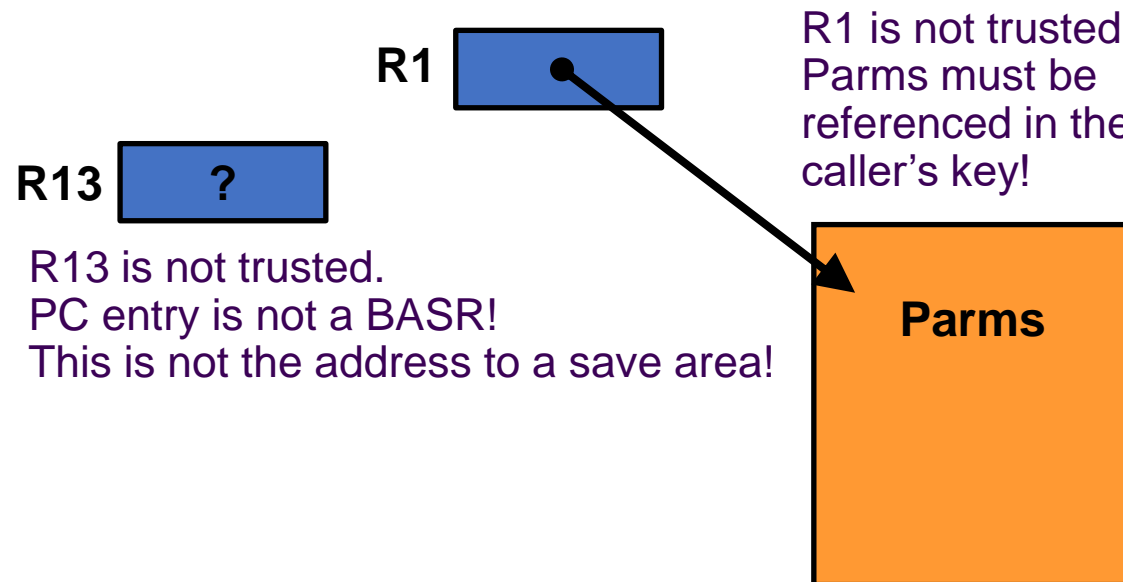 R1
R1 is not trusted
Parms must be
referenced in the
caller's key!
R13
?
R13 is not trusted.
PC entry is not a BASR!
This is not the address to a save area!
Parms